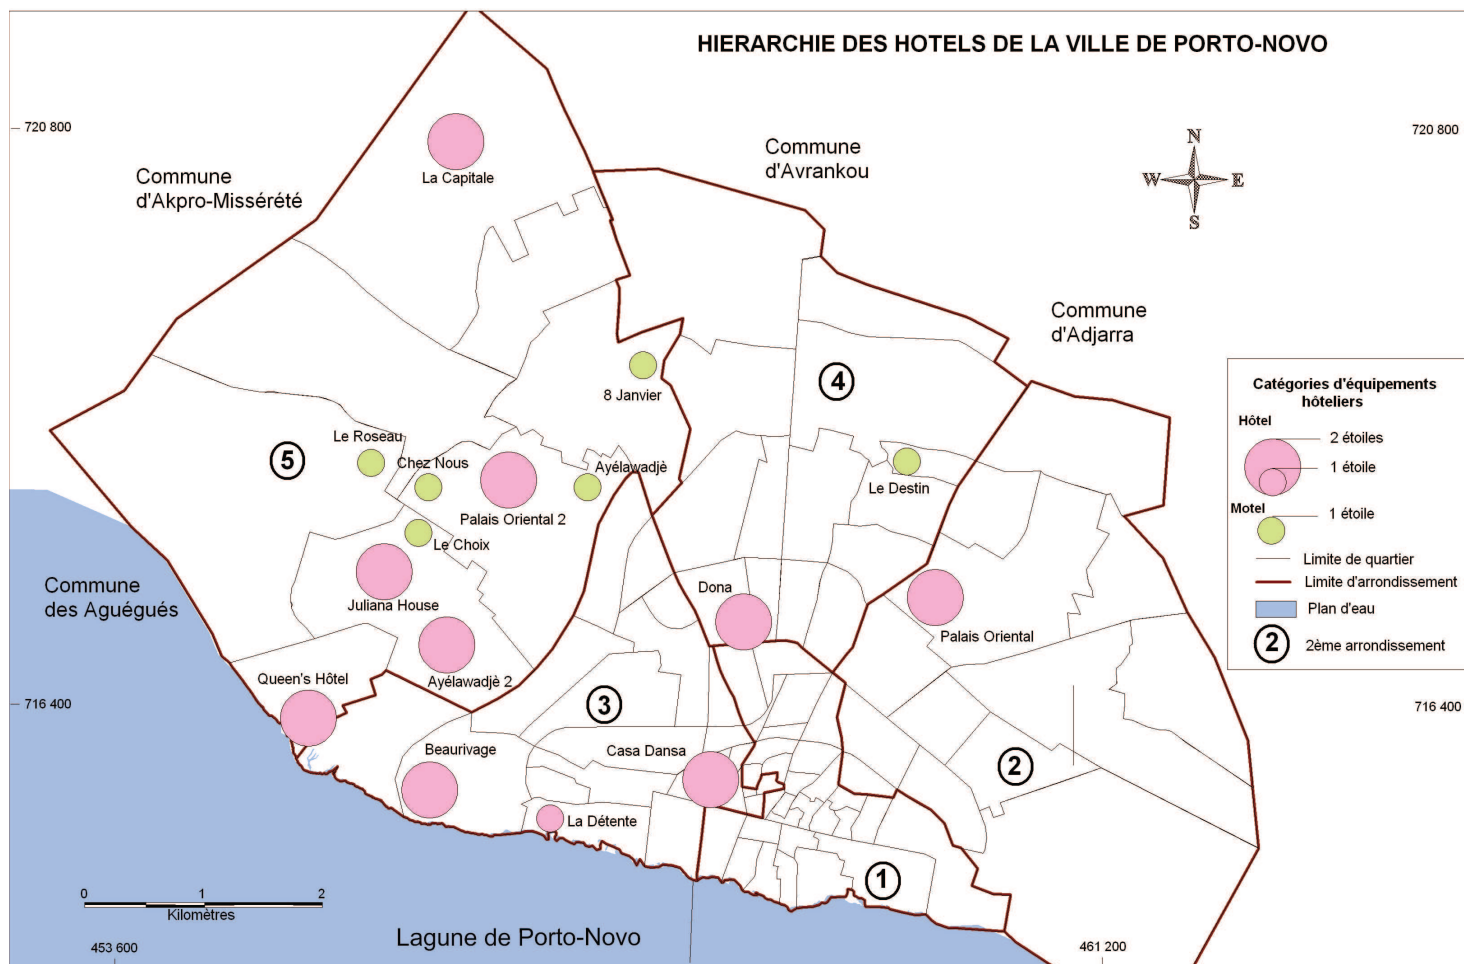 HIERARCHIE DES HOTELS DE LA VILLE DE PORTO-NOVO
720 800
720 800
Commune
d'Avrankou
N
W
E
S
Commune
d'Akpro-Missérété
La Capitale
Commune
d'Adjarra
8 Janvier
4
Catégories d'équipements
hôteliers
Hôtel
2 étoiles
1 étoile
Motel
1 étoile
Limite de quartier
Limite d'arrondissement
Plan d'eau
2
2ème arrondissement
Le Roseau
5
Chez Nous
Ayélawadjè
Le Destin
Palais Oriental 2
Le Choix
Commune
des Aguégués
Juliana House
Dona
Palais Oriental
Queen's Hôtel
Ayélawadjè 2
3
716 400
716 400
Beaurivage
Casa Dansa
2
La Détente
1
0
1
2
Kilomètres
Lagune de Porto-Novo
453 600
461 200